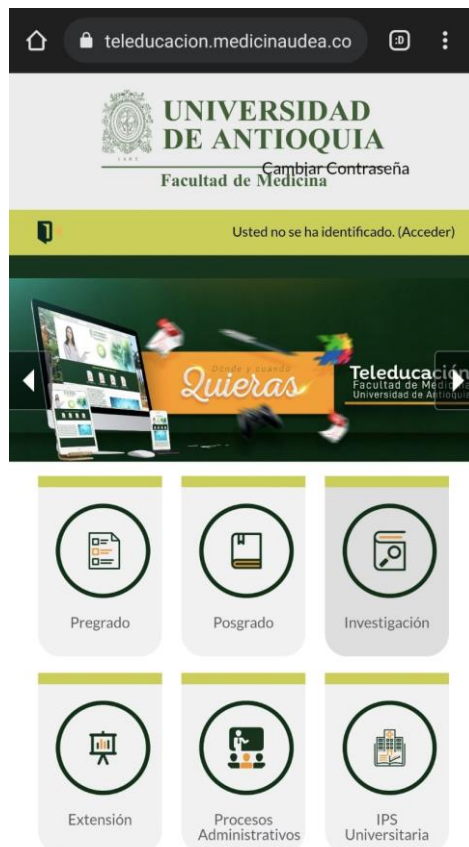 teleducacion.medicinaudea.co
:D
UNIVERSIDAD
DE ANTIOQUIA
1803
Cambiar Contraseña
Facultad de Medicina
Usted no se ha identificado. (Acceder)
Donde y cuando
Quieras
Teleducación
Facultad de Medicina
Universidad de Antioquia
Pregrado
Posgrado
Investigación
Extensión
Procesos
Administrativos
IPS
Universitaria